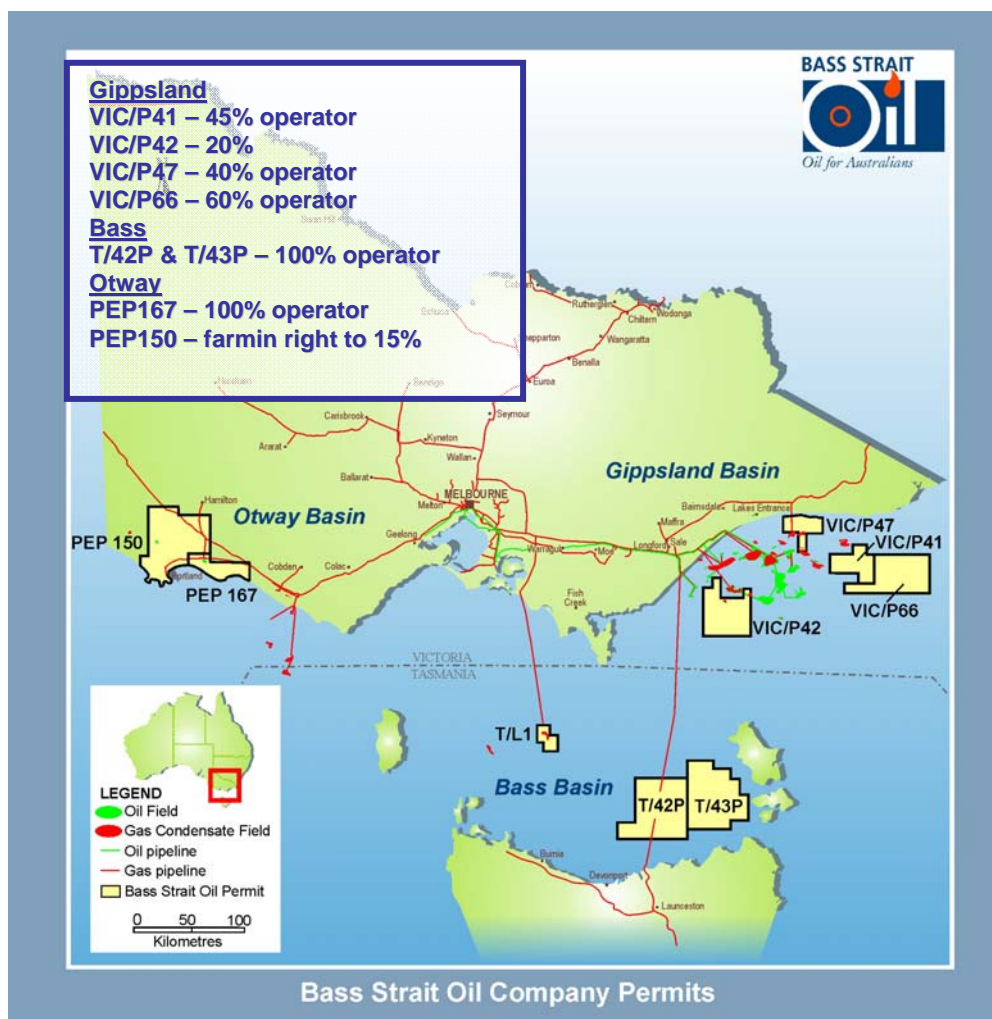 Gippsland
VIC/P41 – 45% operator
VIC/P42 – 20%
VIC/P47 – 40% operator
VIC/P66 – 60% operator
Bass
T/42P & T/43P – 100% operator
Otway
PEP167 – 100% operator
PEP150 – farmin right to 15%
BASS STRAIT
Oil
Oil for Australians
Swan Hill
Echuca
Rutherglen
Wodonga
Chiltern
Shepparton
Wangaratta
Benalla
Euroa
Horsham
Bendigo
Seymour
Carisbrook
Kyneton
Ararat
Wallan
Ballarat
Gippsland Basin
MELBOURNE
Melton
Hamilton
Otway Basin
Bairnsdale
Lakes Entrance
Maffra
VIC/P47
PEP 150
Geelong
Warragul
Moe
Longford
Sale
VIC/P41
Portland
Cobden
Colac
PEP 167
Fish
Creek
VIC/P42
VIC/P66
VICTORIA
TASMANIA
T/L1
Bass Basin
T/42P
T/43P
LEGEND
Oil Field
Gas Condensate Field
Oil pipeline
Gas pipeline
Bass Strait Oil Permit
0 50 100
Kilometres
Burnie
Devonport
Launceston
Bass Strait Oil Company Permits